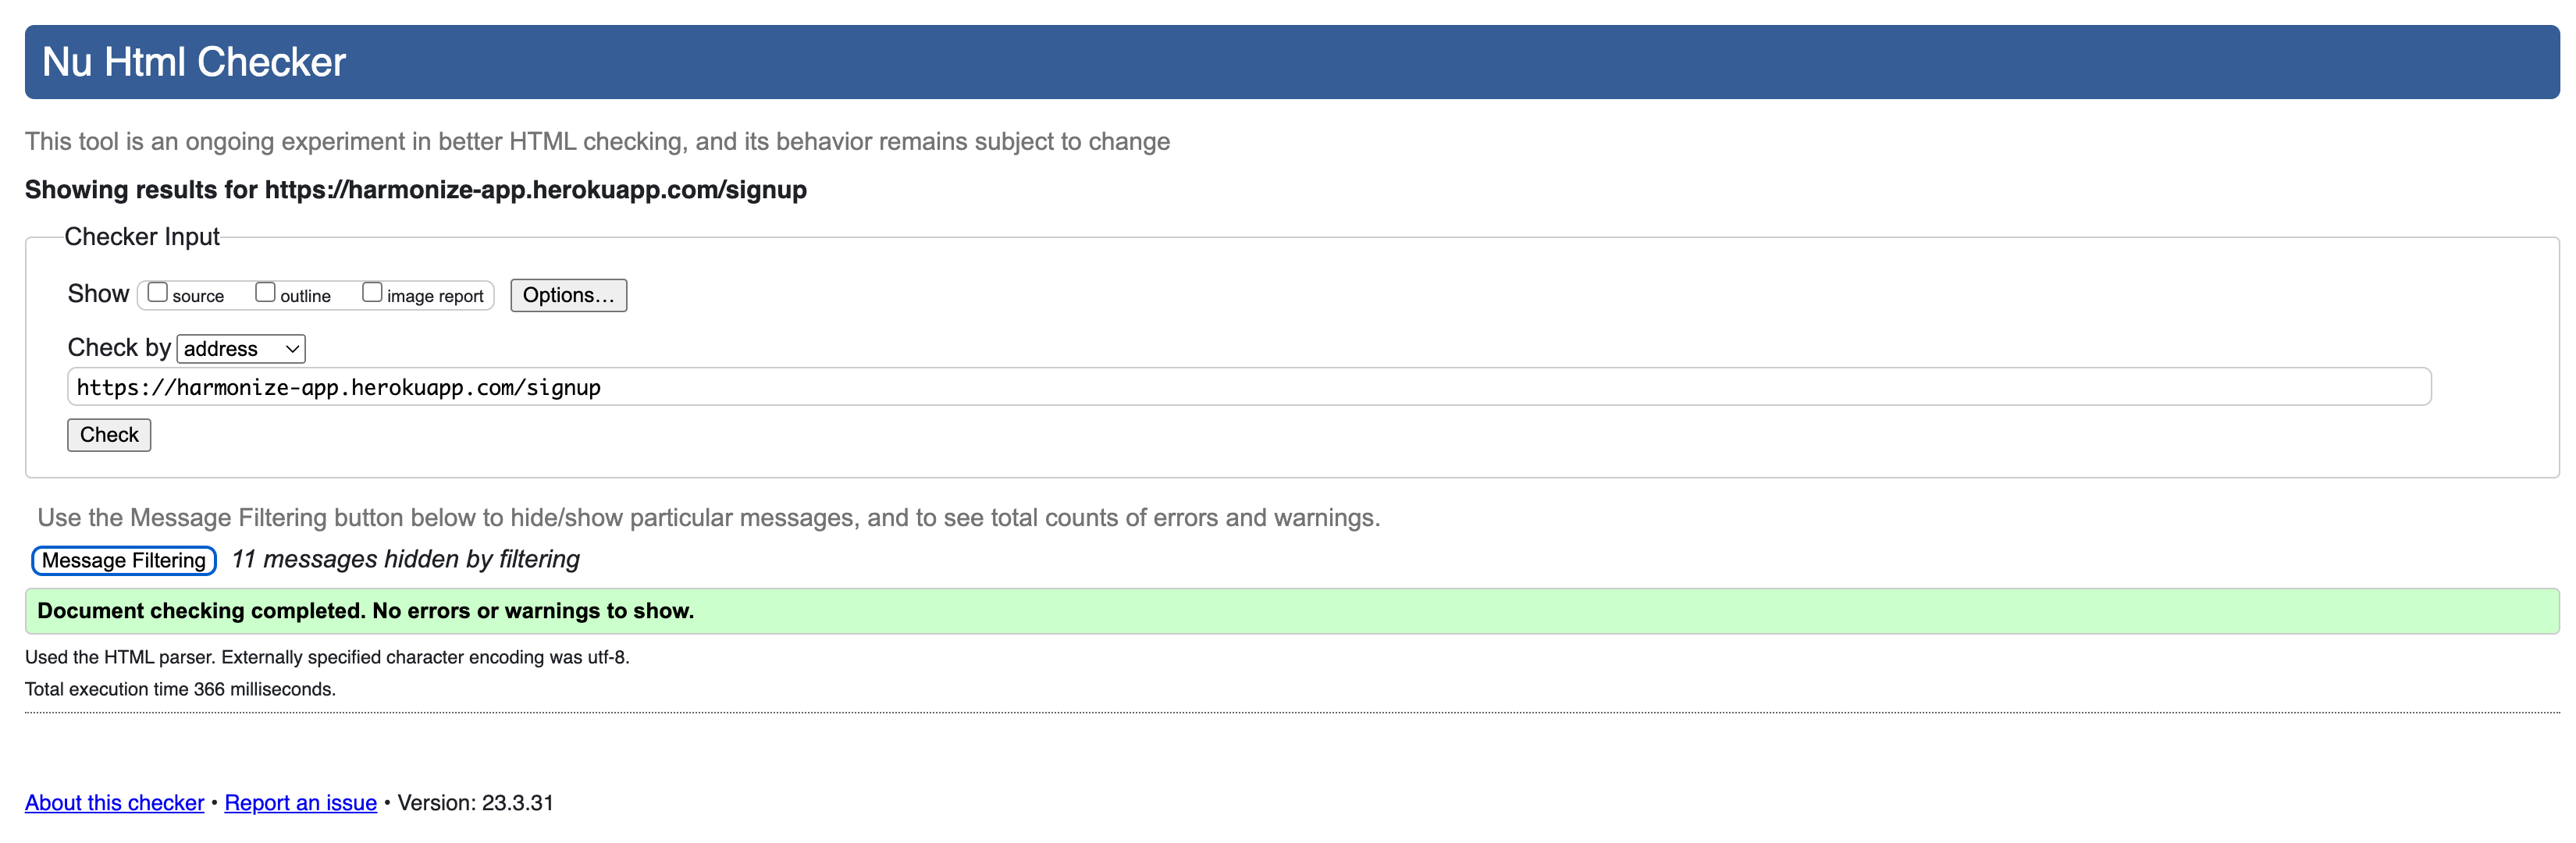 Nu Html Checker
This tool is an ongoing experiment in better HTML checking, and its behavior remains subject to change
Showing results for https://harmonize-app.herokuapp.com/signup
Checker Input
Show source outline image report Options…
Check by address
https://harmonize-app.herokuapp.com/signup
Check
Use the Message Filtering button below to hide/show particular messages, and to see total counts of errors and warnings.
Message Filtering 11 messages hidden by filtering
Document checking completed. No errors or warnings to show.
Used the HTML parser. Externally specified character encoding was utf-8.
Total execution time 366 milliseconds.
About this checker • Report an issue • Version: 23.3.31